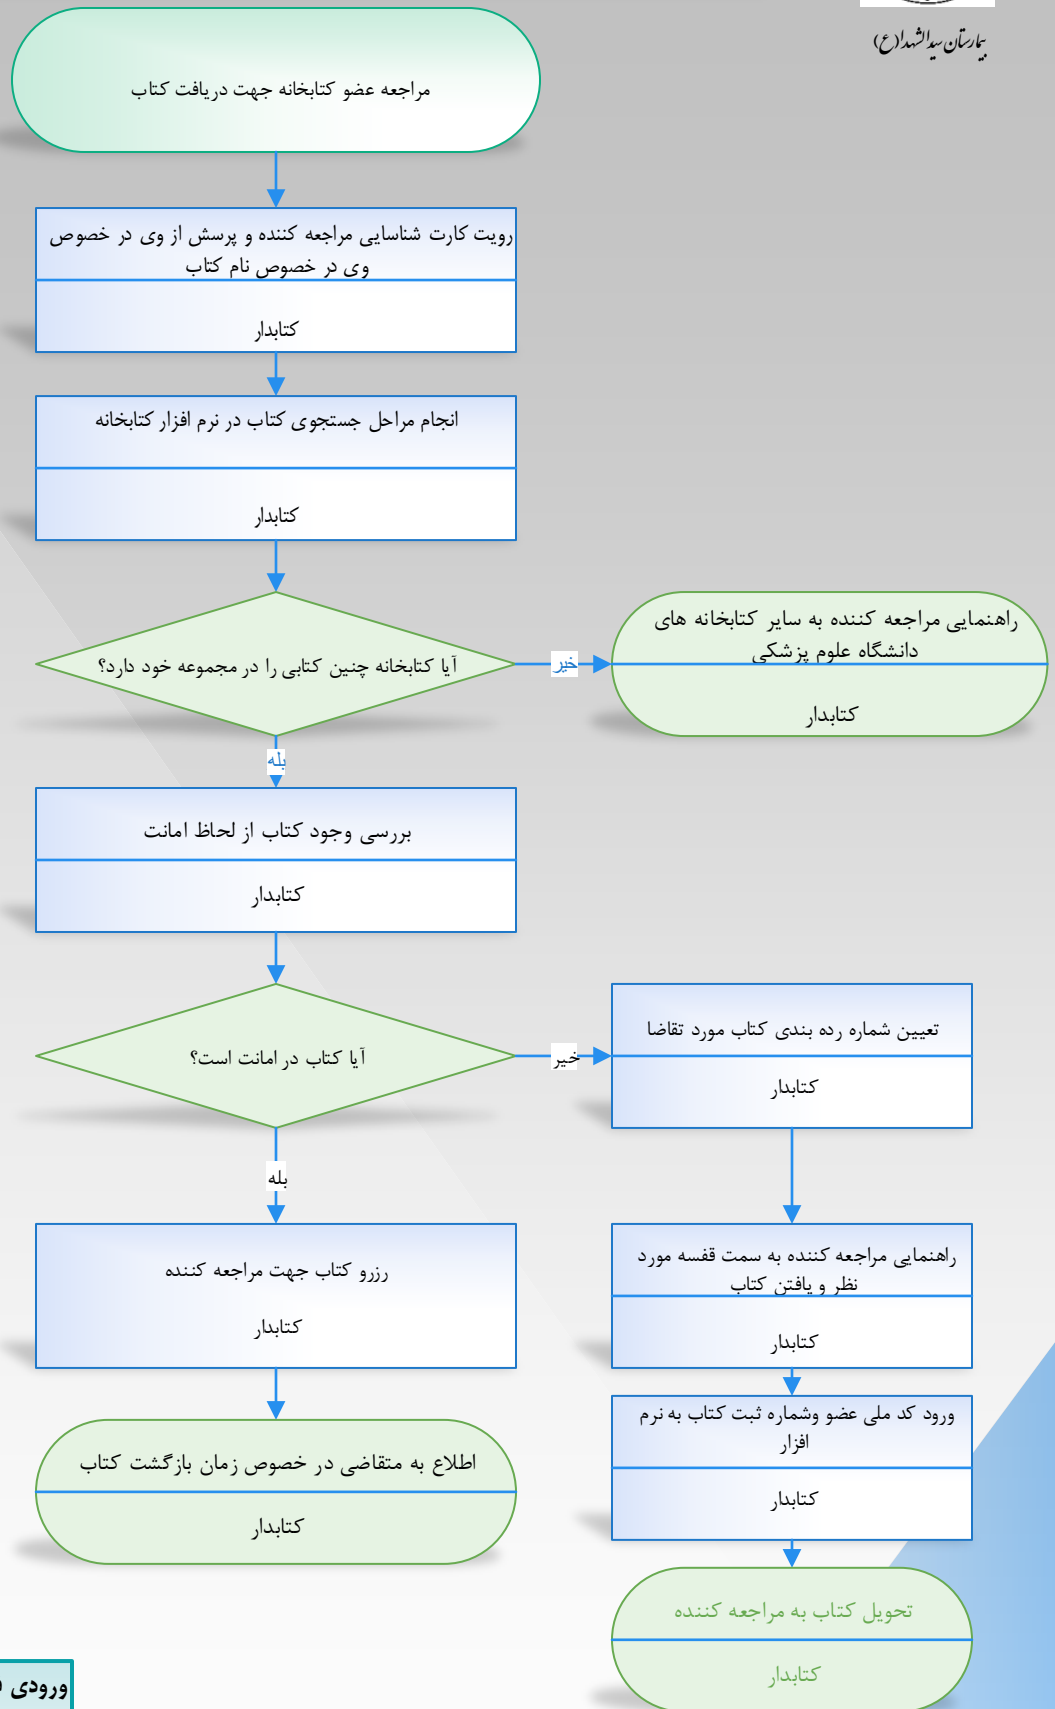 بیمارستان سیدالشهدا(ع)
مراجعه عضو کتابخانه جهت دریافت کتاب
رویت کارت شناسایی مراجعه کننده و پرسش از وی در خصوص
وی در خصوص نام کتاب
کتابدار
انجام مراحل جستجوی کتاب در نرم افزار کتابخانه
کتابدار
آیا کتابخانه چنین کتابی را در مجموعه خود دارد؟
خیر
راهنمایی مراجعه کننده به سایر کتابخانه های
دانشگاه علوم پزشکی
کتابدار
بله
بررسی وجود کتاب از لحاظ امانت
کتابدار
آیا کتاب در امانت است؟
خیر
تعیین شماره رده بندی کتاب مورد تقاضا
کتابدار
بله
رزرو کتاب جهت مراجعه کننده
کتابدار
راهنمایی مراجعه کننده به سمت قفسه مورد
نظر و یافتن کتاب
کتابدار
ورود کد ملی عضو وشماره ثبت کتاب به نرم
افزار
کتابدار
اطلاع به متقاضی در خصوص زمان بازگشت کتاب
کتابدار
تحویل کتاب به مراجعه کننده
کتابدار
ورودی